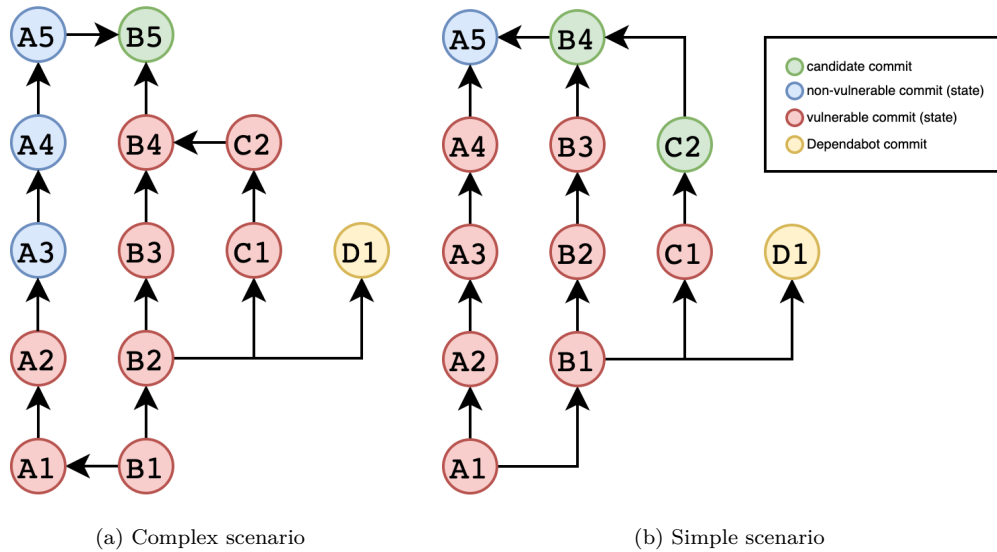 A5 B5 A5 B4
candidate commit
non-vulnerable commit (state)
vulnerable commit (state)
Dependabot commit
A4 B4 C2 A4 B3 C2
A3 B3 C1 D1 A3 B2 C1 D1
A2 B2 A2 B1
A1 B1 A1
(a) Complex scenario
(b) Simple scenario